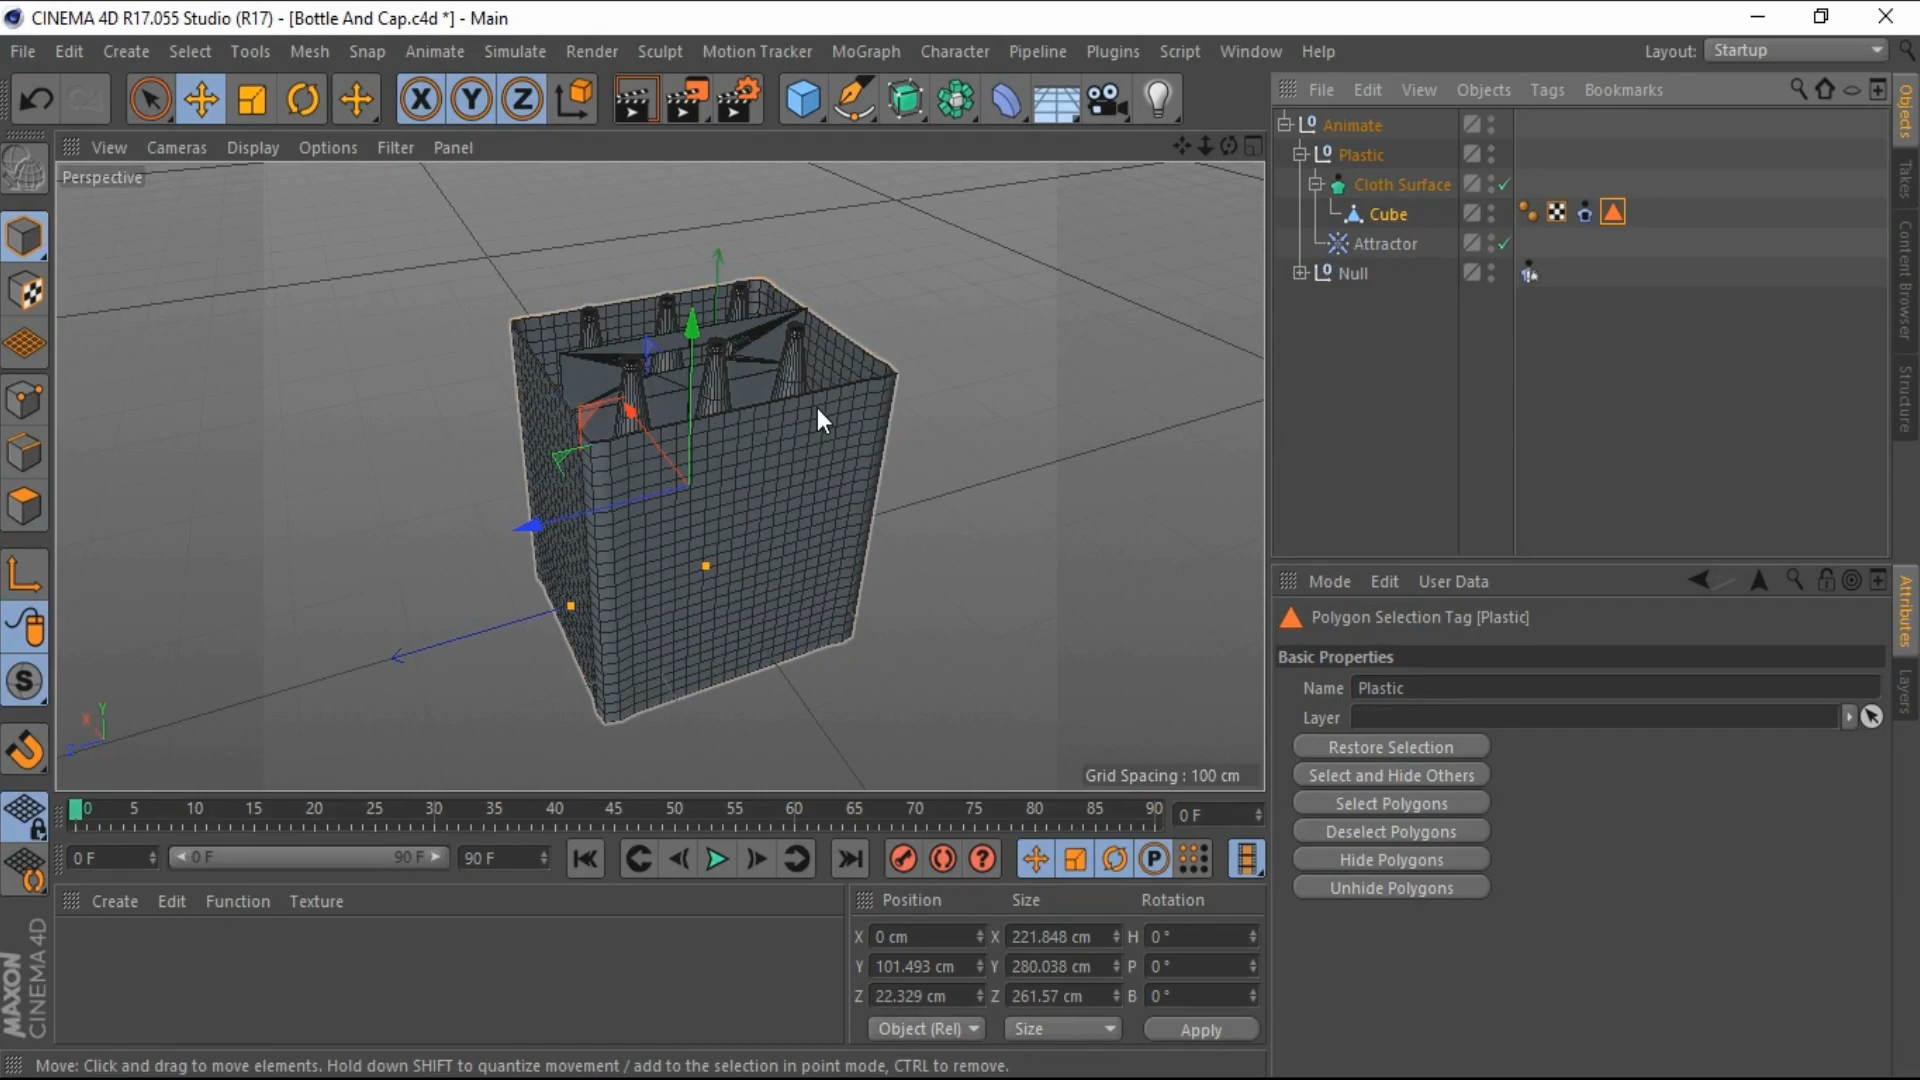 CINEMA 4D R17.055 Studio (R17) - [Bottle And Cap.c4d *] - Main
File Edit Create Select Tools Mesh Snap Animate Simulate Render Sculpt Motion Tracker MoGraph Character Pipeline Plugins Script Window Help Layout: Startup
X Y Z
File Edit View Objects Tags Bookmarks
View Cameras Display Options Filter Panel
Perspective
Animate
Plastic
Cloth Surface
Cube
Attractor
Null
Objects
Takes
Content Browser
Structure
Mode Edit User Data
Polygon Selection Tag [Plastic]
Basic Properties
Name Plastic
Layer
Restore Selection
Select and Hide Others
Select Polygons
Deselect Polygons
Hide Polygons
Unhide Polygons
Attributes
Layers
Y
X
Z
Grid Spacing : 100 cm
0 5 10 15 20 25 30 35 40 45 50 55 60 65 70 75 80 85 90 0 F
0 F 0 F 90 F 90 F
Create Edit Function Texture
Position Size Rotation
X 0 cm X 221.848 cm H 0 °
Y 101.493 cm Y 280.038 cm P 0 °
Z 22.329 cm Z 261.57 cm B 0 °
Object (Rel) Size Apply
MAXON
CINEMA 4D
Move: Click and drag to move elements. Hold down SHIFT to quantize movement / add to the selection in point mode, CTRL to remove.